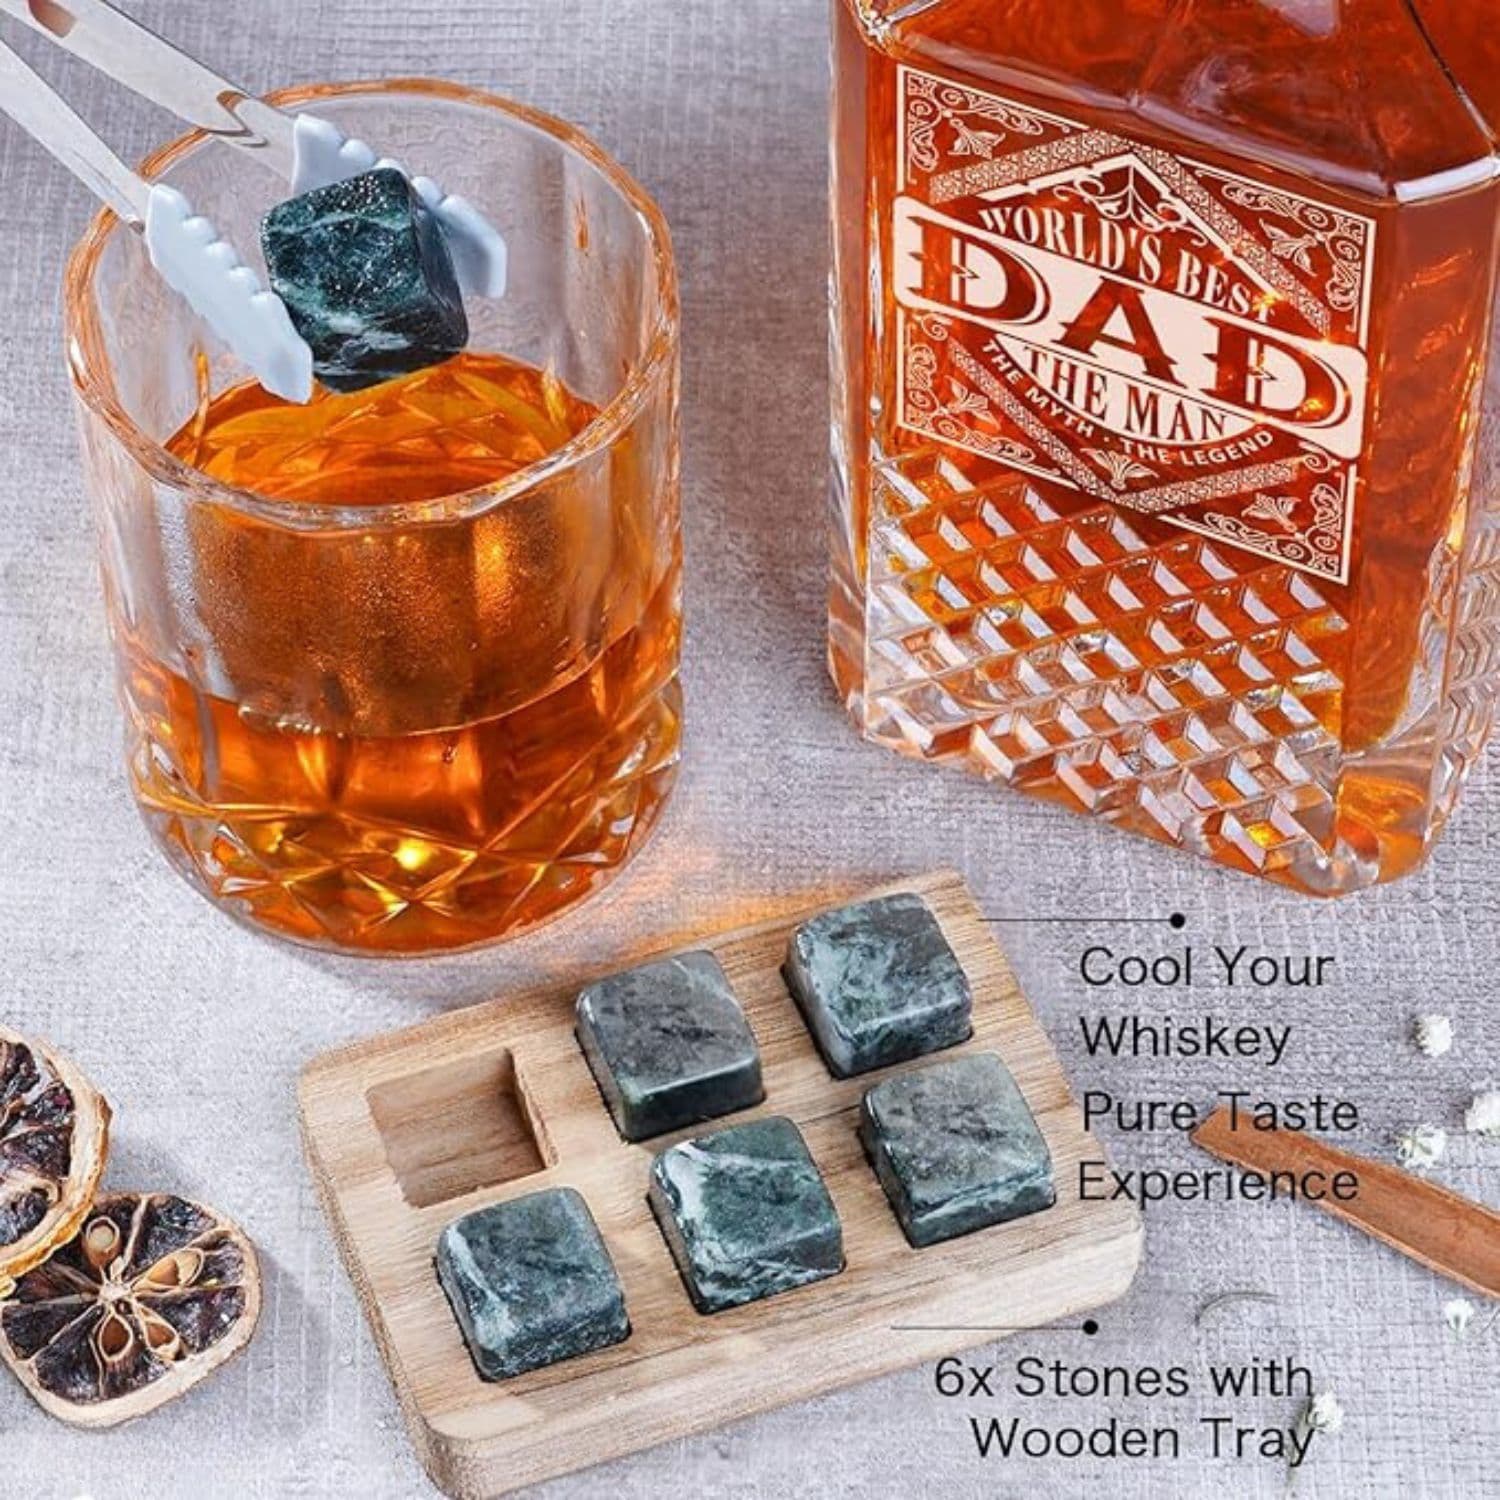 WORLD'S BEST
DAD
THE MAN
THE MYTH · THE LEGEND
Cool Your
Whiskey
Pure Taste
Experience
6x Stones with
Wooden Tray